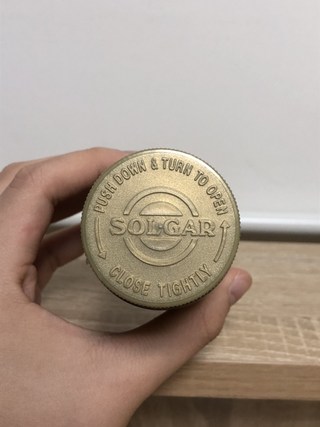 PUSH DOWN & TURN TO OPEN
SOLGAR
CLOSE TIGHTLY